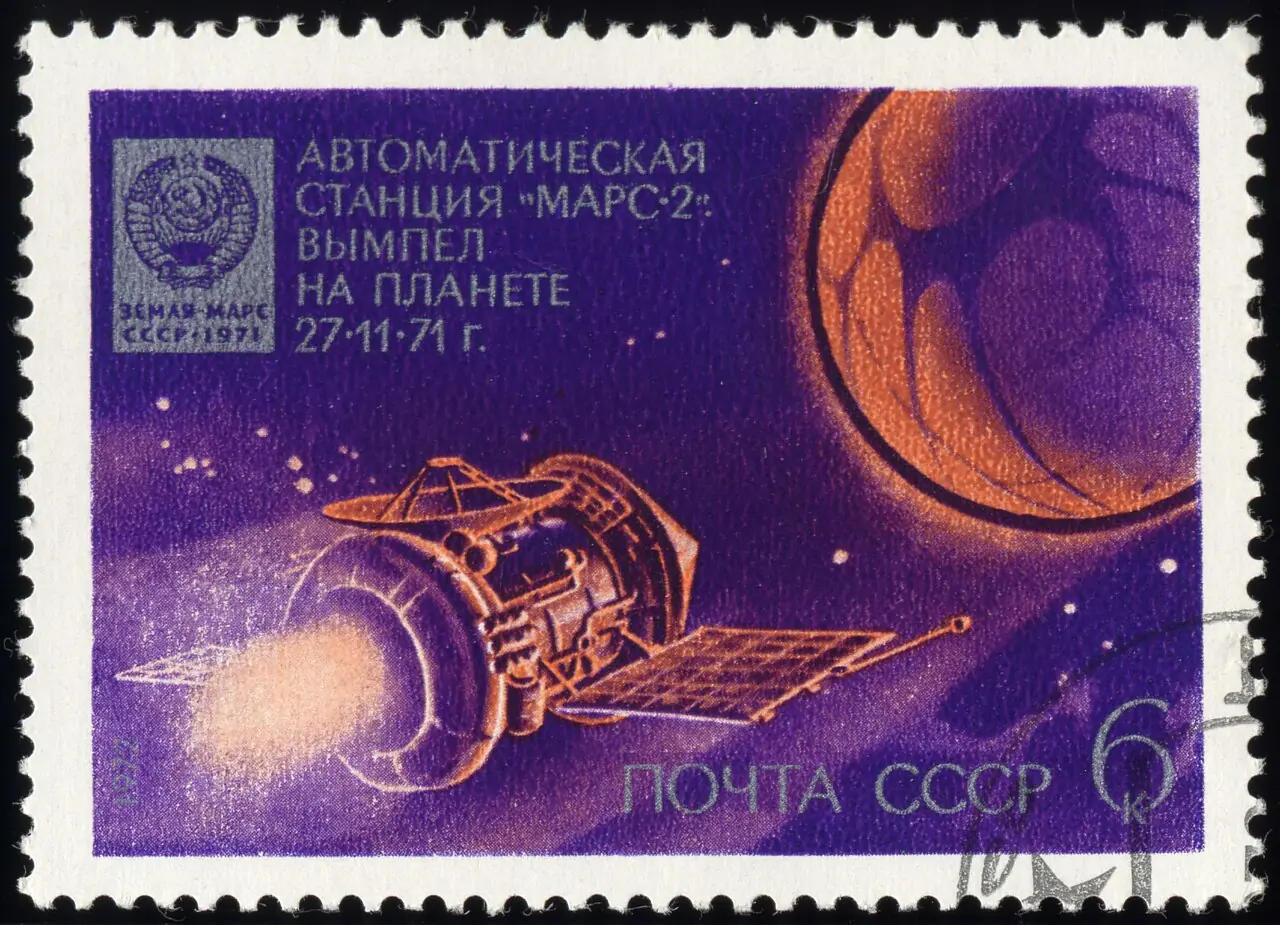 АВТОМАТИЧЕСКАЯ
СТАНЦИЯ "МАРС·2":
ВЫМПЕЛ
НА ПЛАНЕТЕ
27·11·71 г.
ЗЕМЛЯ-МАРС
СССР·1971
1972
ПОЧТА СССР 6
к